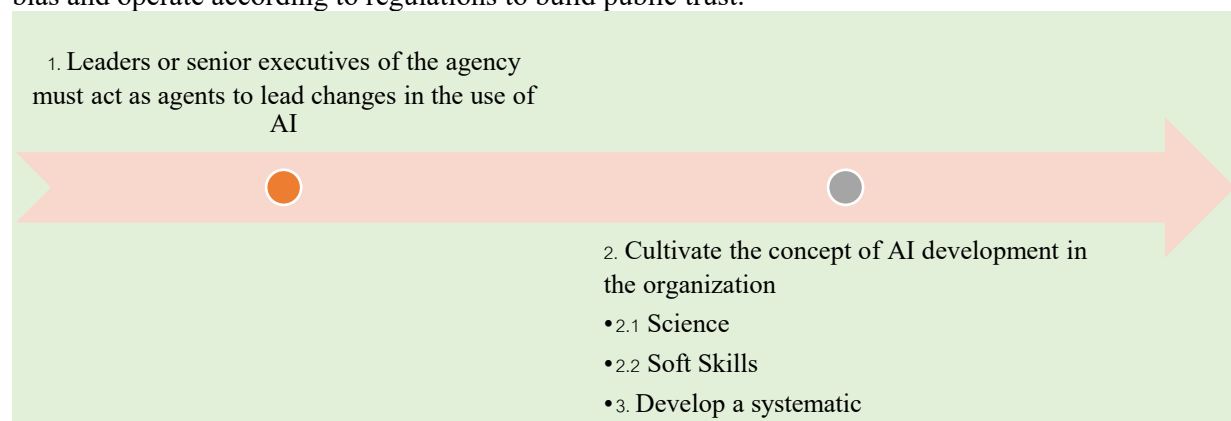 bias and operate according to regulations to build public trust.
1. Leaders or senior executives of the agency
must act as agents to lead changes in the use of
AI
2. Cultivate the concept of AI development in
the organization
•2.1 Science
•2.2 Soft Skills
•3. Develop a systematic